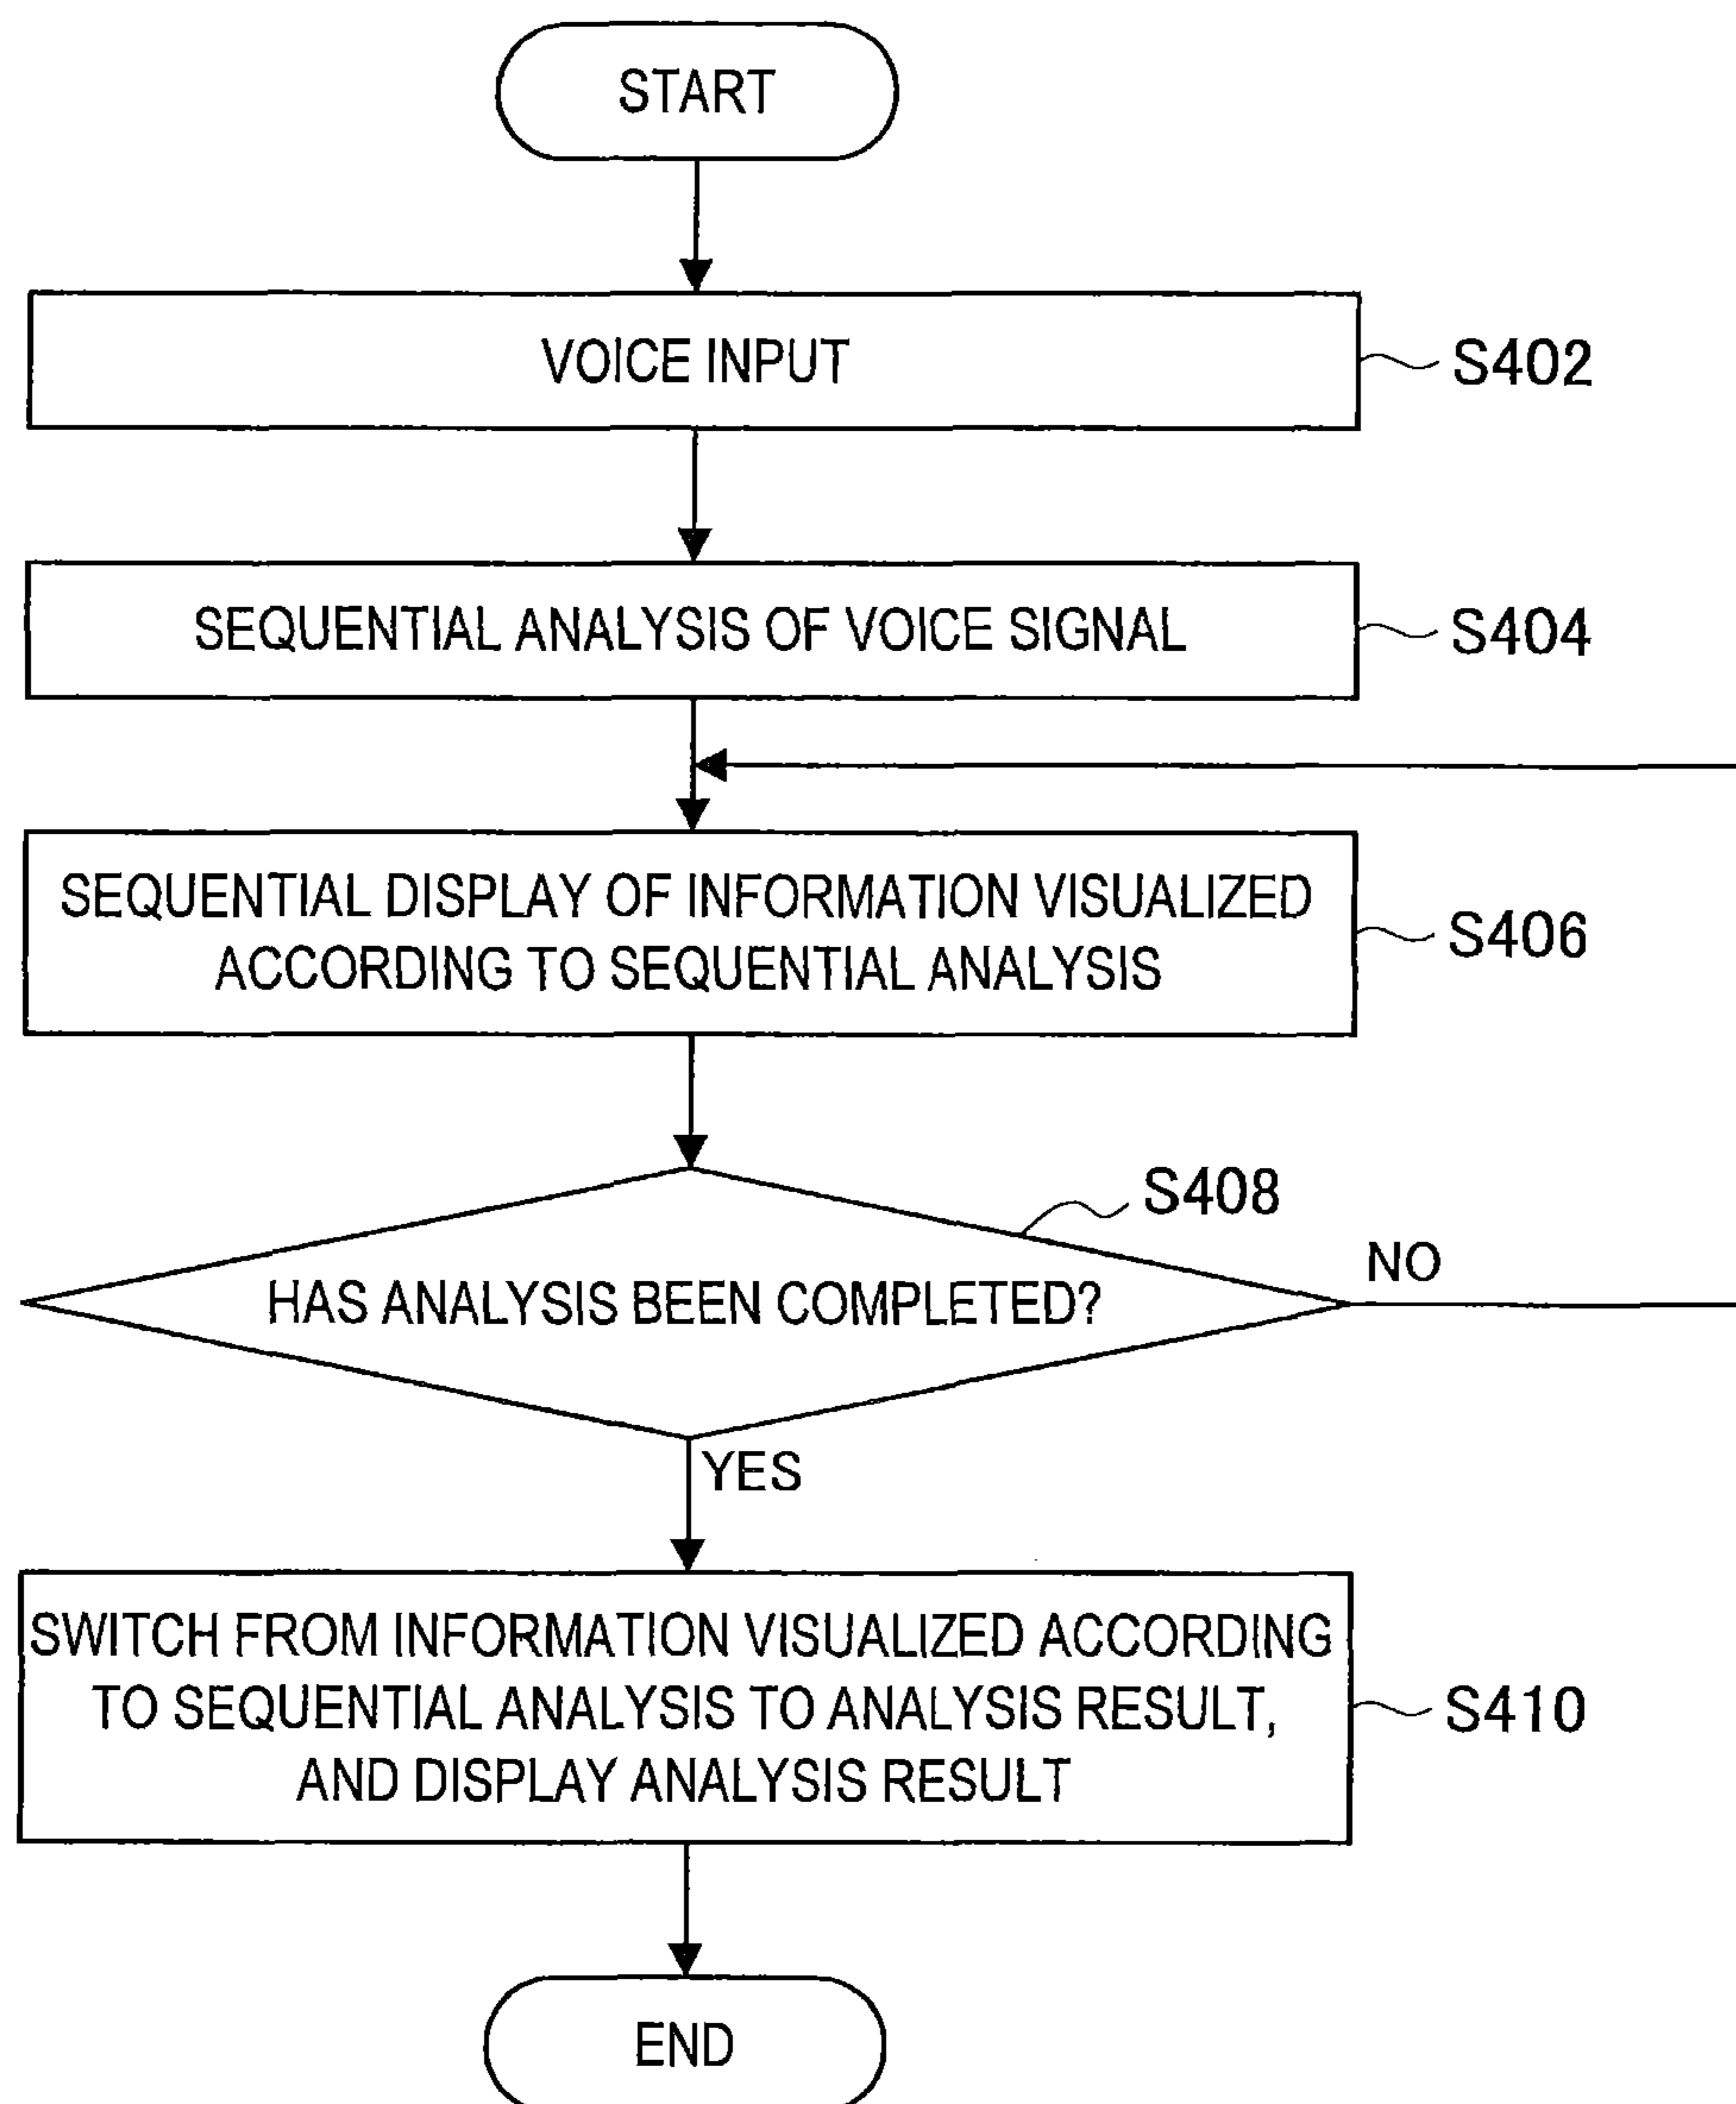 START
VOICE INPUT
S402
SEQUENTIAL ANALYSIS OF VOICE SIGNAL
S404
SEQUENTIAL DISPLAY OF INFORMATION VISUALIZED
ACCORDING TO SEQUENTIAL ANALYSIS
S406
S408
HAS ANALYSIS BEEN COMPLETED?
NO
YES
SWITCH FROM INFORMATION VISUALIZED ACCORDING
TO SEQUENTIAL ANALYSIS TO ANALYSIS RESULT,
AND DISPLAY ANALYSIS RESULT
S410
END